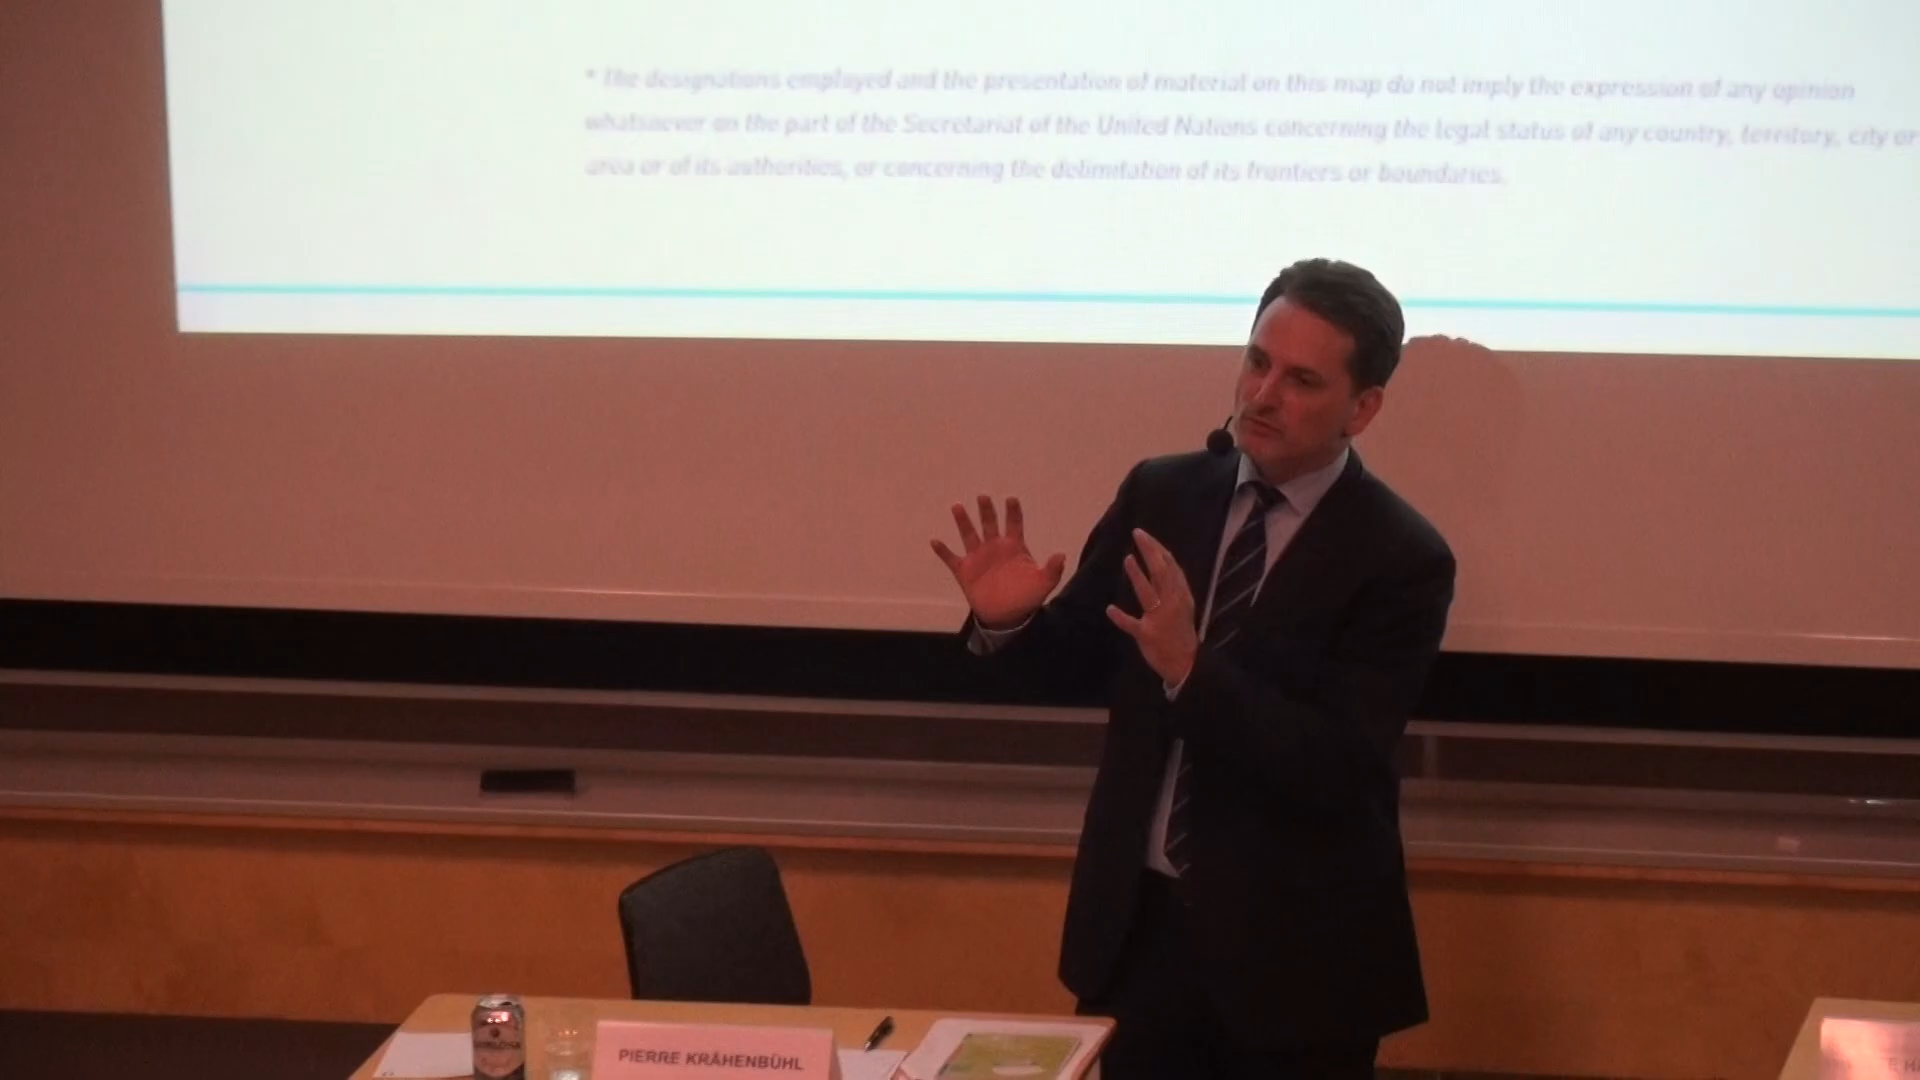 * The designations employed and the presentation of material on this map do not imply the expression of any opinion
whatsoever on the part of the Secretariat of the United Nations concerning the legal status of any country, territory, city or
area or of its authorities, or concerning the delimitation of its frontiers or boundaries.
PIERRE KRÄHENBÜHL